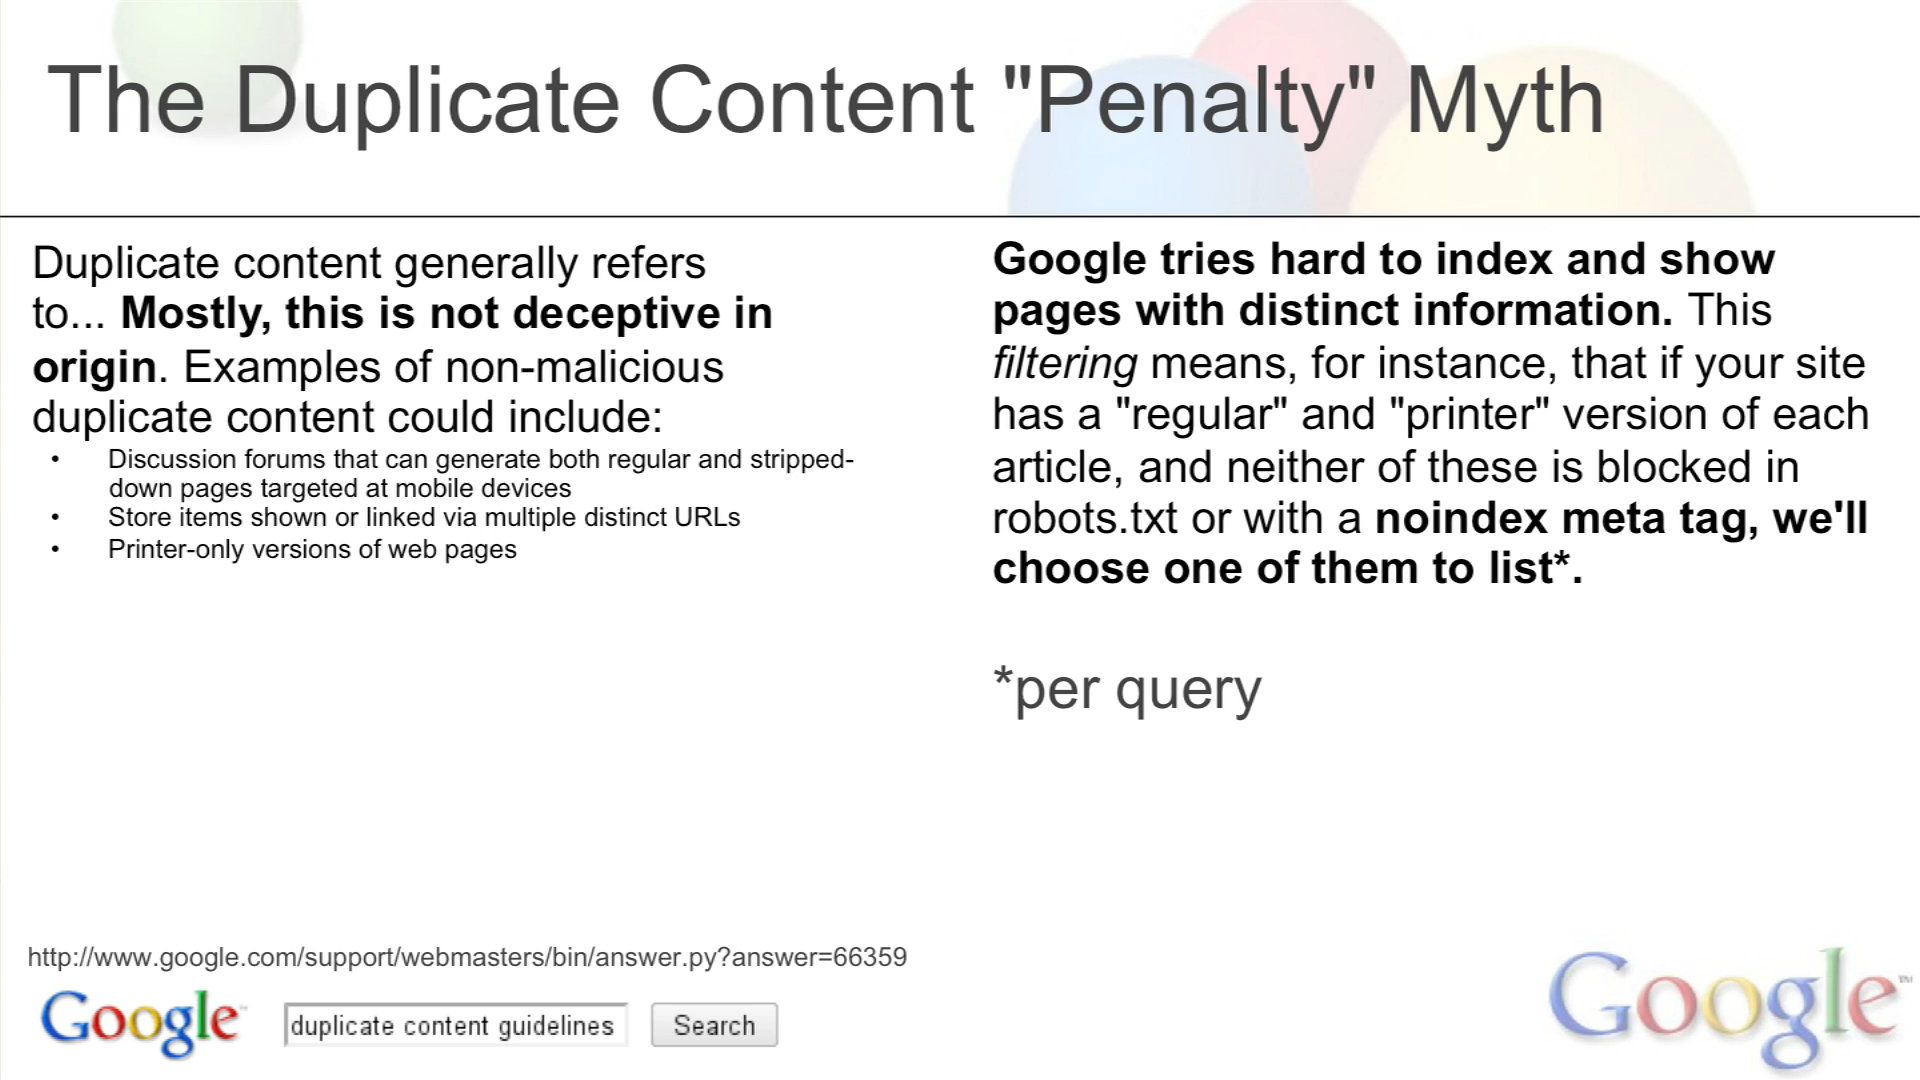 The Duplicate Content "Penalty" Myth
Duplicate content generally refers
to... Mostly, this is not deceptive in
origin. Examples of non-malicious
duplicate content could include:
• Discussion forums that can generate both regular and stripped-
down pages targeted at mobile devices
• Store items shown or linked via multiple distinct URLs
• Printer-only versions of web pages
Google tries hard to index and show
pages with distinct information. This
filtering means, for instance, that if your site
has a "regular" and "printer" version of each
article, and neither of these is blocked in
robots.txt or with a noindex meta tag, we'll
choose one of them to list*.
*per query
http://www.google.com/support/webmasters/bin/answer.py?answer=66359
Google™ duplicate content guidelines Search
Google™